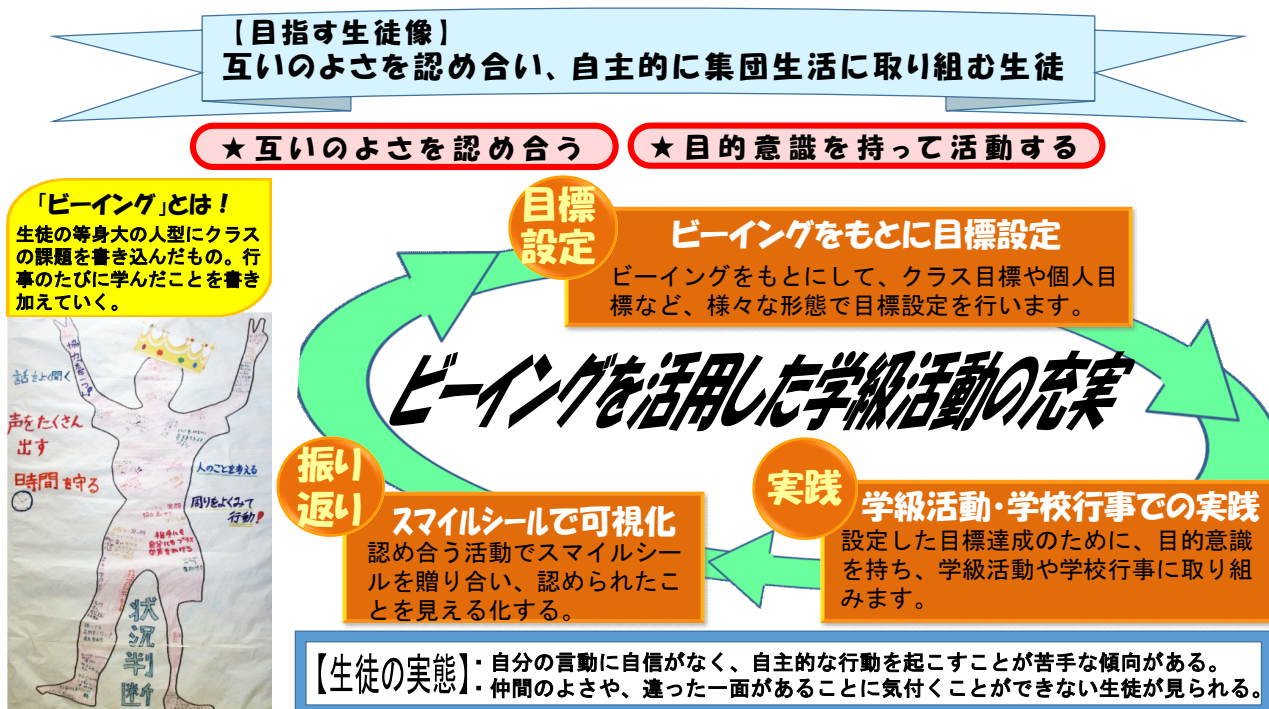 【目指す生徒像】
互いのよさを認め合い、自主的に集団生活に取り組む生徒
★互いのよさを認め合う
★目的意識を持って活動する
「ビーイング」とは!
生徒の等身大の人型にクラス
の課題を書き込んだもの。行
事のたびに学んだことを書き
加えていく。
目標
設定
ビーイングをもとに目標設定
ビーイングをもとにして、クラス目標や個人目
標など、様々な形態で目標設定を行います。
ビーイングを活用した学級活動の充実
振り
返り
スマイルシールで可視化
認め合う活動でスマイルシー
ルを贈り合い、認められたこ
とを見える化する。
実践
学級活動・学校行事での実践
設定した目標達成のために、目的意識
を持ち、学級活動や学校行事に取り組
みます。
話をよく聞く
声をたくさん
出す
時間を守る
人のことを考える
周りをよくみて
行動!
状況判断
【生徒の実態】
・自分の言動に自信がなく、自主的な行動を起こすことが苦手な傾向がある。
・仲間のよさや、違った一面があることに気付くことができない生徒が見られる。